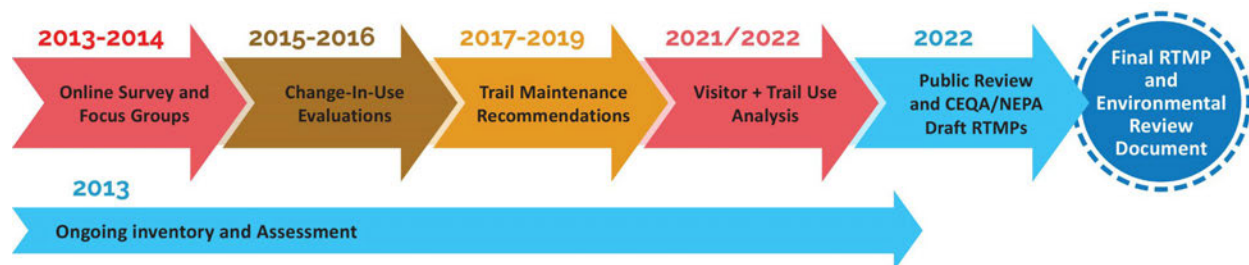 2013-2014
Online Survey and
Focus Groups
2015-2016
Change-In-Use
Evaluations
2017-2019
Trail Maintenance
Recommendations
2021/2022
Visitor + Trail Use
Analysis
2022
Public Review
and CEQA/NEPA
Draft RTMPs
Final RTMP
and
Environmental
Review
Document
2013
Ongoing inventory and Assessment